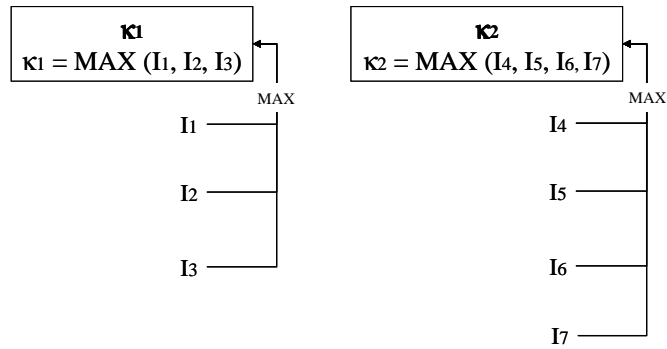 κ1
κ1 = MAX (I1, I2, I3)
MAX
I1
I2
I3
κ2
κ2 = MAX (I4, I5, I6, I7)
MAX
I4
I5
I6
I7